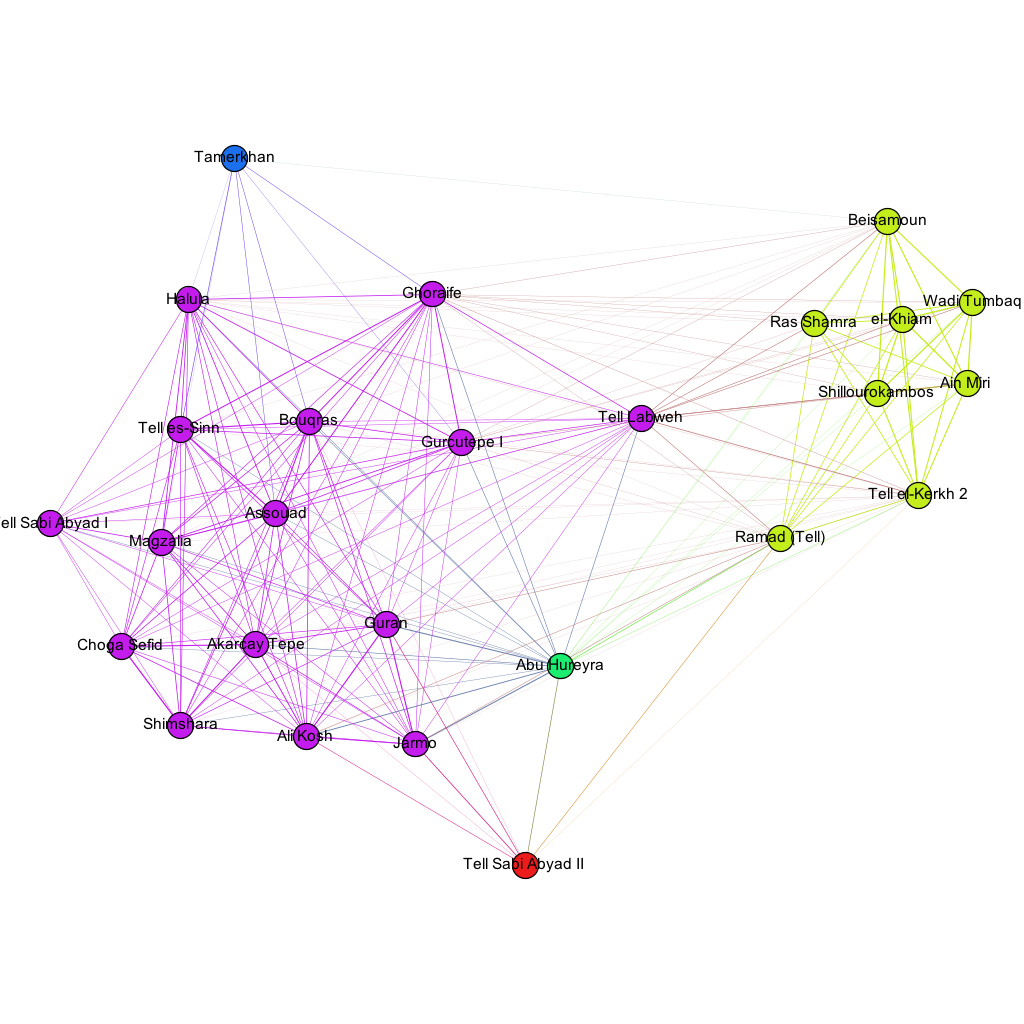 Tamerkhan
Beisamoun
Halula
Ghoraife
Wadi Tumbaq
Ras Shamra
el-Khiam
Ain Miri
Shillourokambos
Tell Labweh
Bouqras
Tell es-Sinn
Gurcutepe I
Tell el-Kerkh 2
Assouad
ell Sabi Abyad I
Magzalia
Ramad (Tell)
Guran
Choga Sefid
Akarcay Tepe
Abu Hureyra
Shimshara
Ali Kosh
Jarmo
Tell Sabi Abyad II